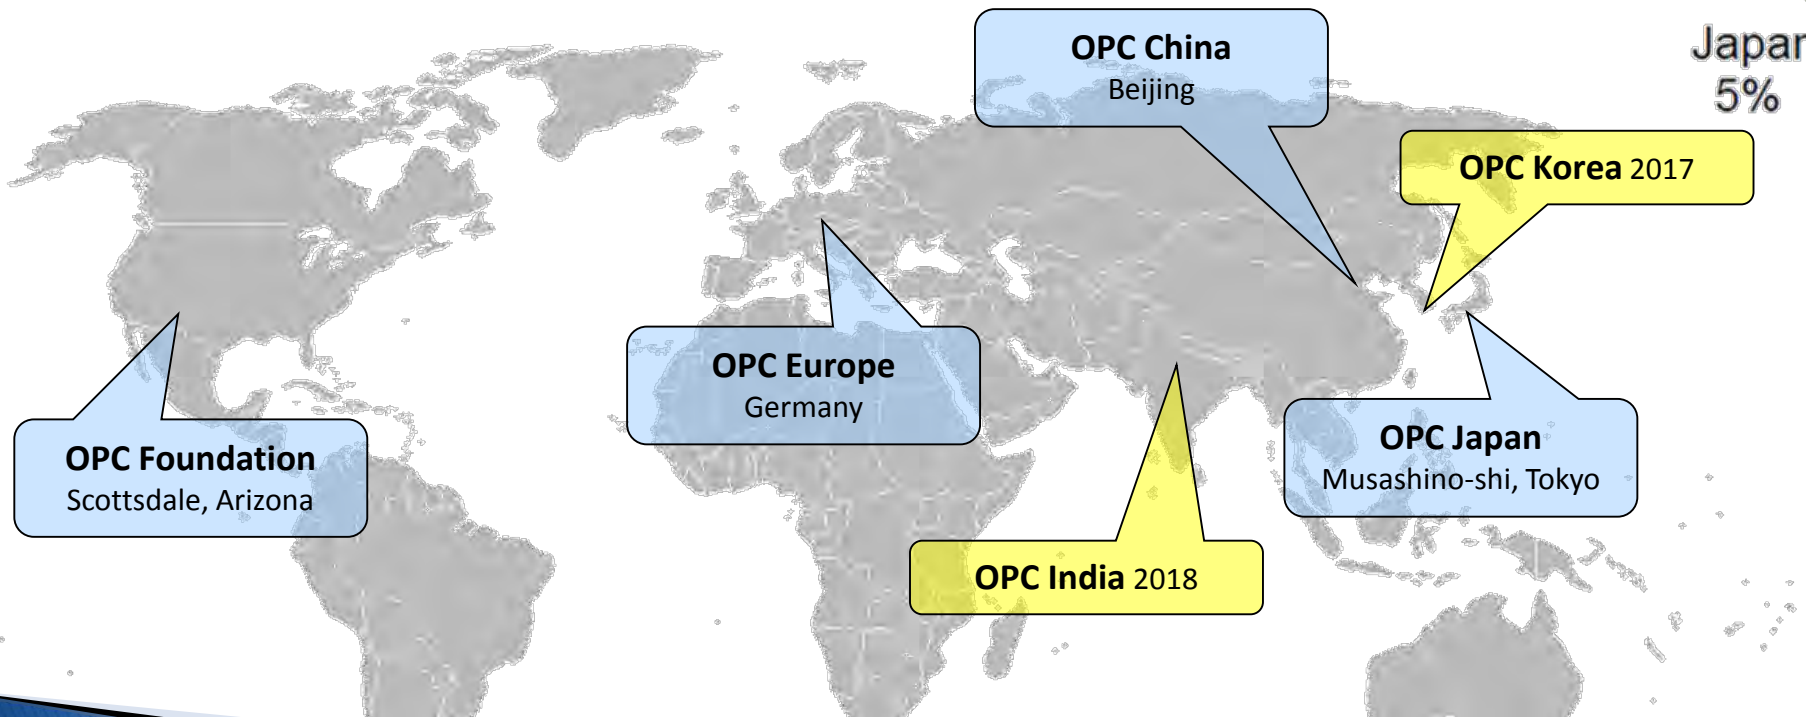 OPC China
Beijing
Japan
5%
OPC Korea 2017
OPC Europe
Germany
OPC Foundation
Scottsdale, Arizona
OPC Japan
Musashino-shi, Tokyo
OPC India 2018